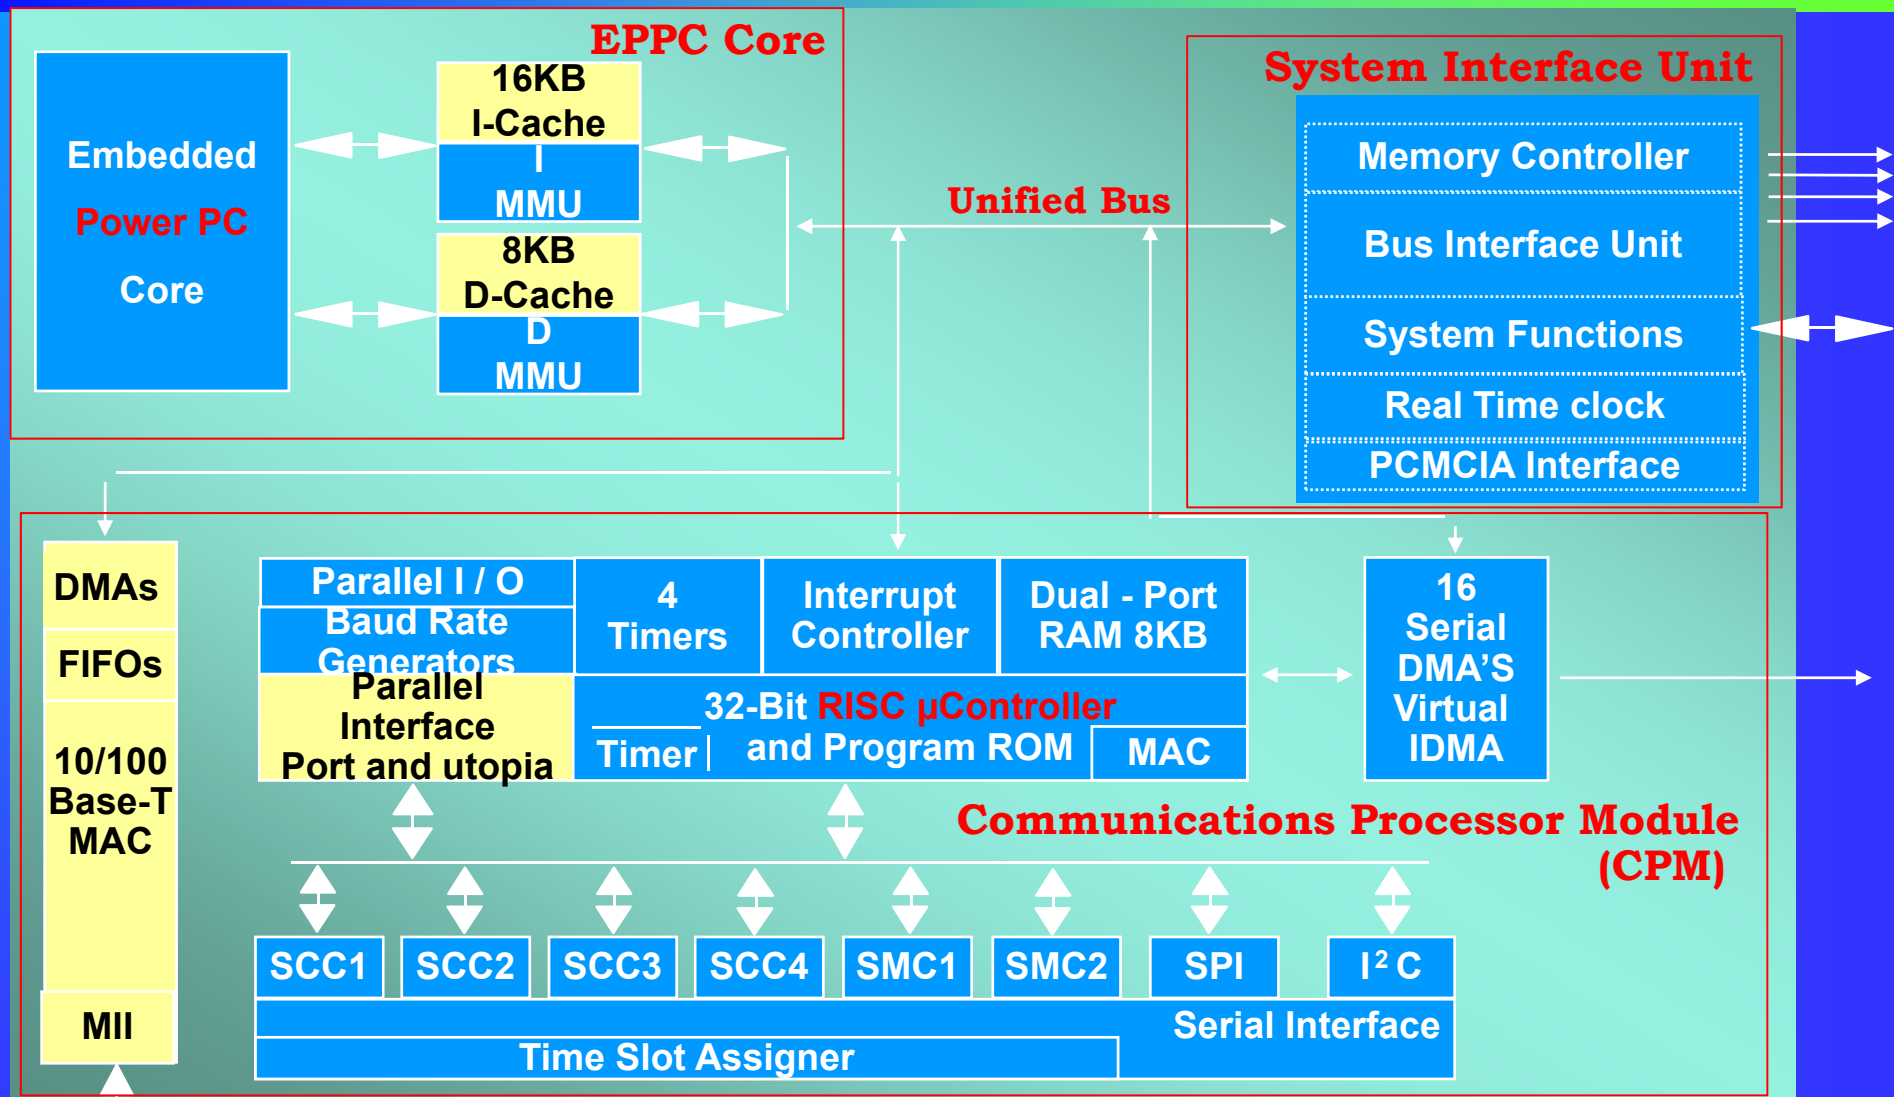 EPPC Core
Embedded
Power PC
Core
16KB
I-Cache
I
MMU
8KB
D-Cache
D
MMU
Unified Bus
System Interface Unit
Memory Controller
Bus Interface Unit
System Functions
Real Time clock
PCMCIA Interface
DMAs
FIFOs
10/100
Base-T
MAC
MII
Parallel I / O
Baud Rate
Generators
4
Timers
Interrupt
Controller
Dual - Port
RAM 8KB
Parallel
Interface
Port and utopia
32-Bit RISC µController
and Program ROM
Timer
MAC
16
Serial
DMA’S
Virtual
IDMA
Communications Processor Module
(CPM)
SCC1
SCC2
SCC3
SCC4
SMC1
SMC2
SPI
I² C
Serial Interface
Time Slot Assigner